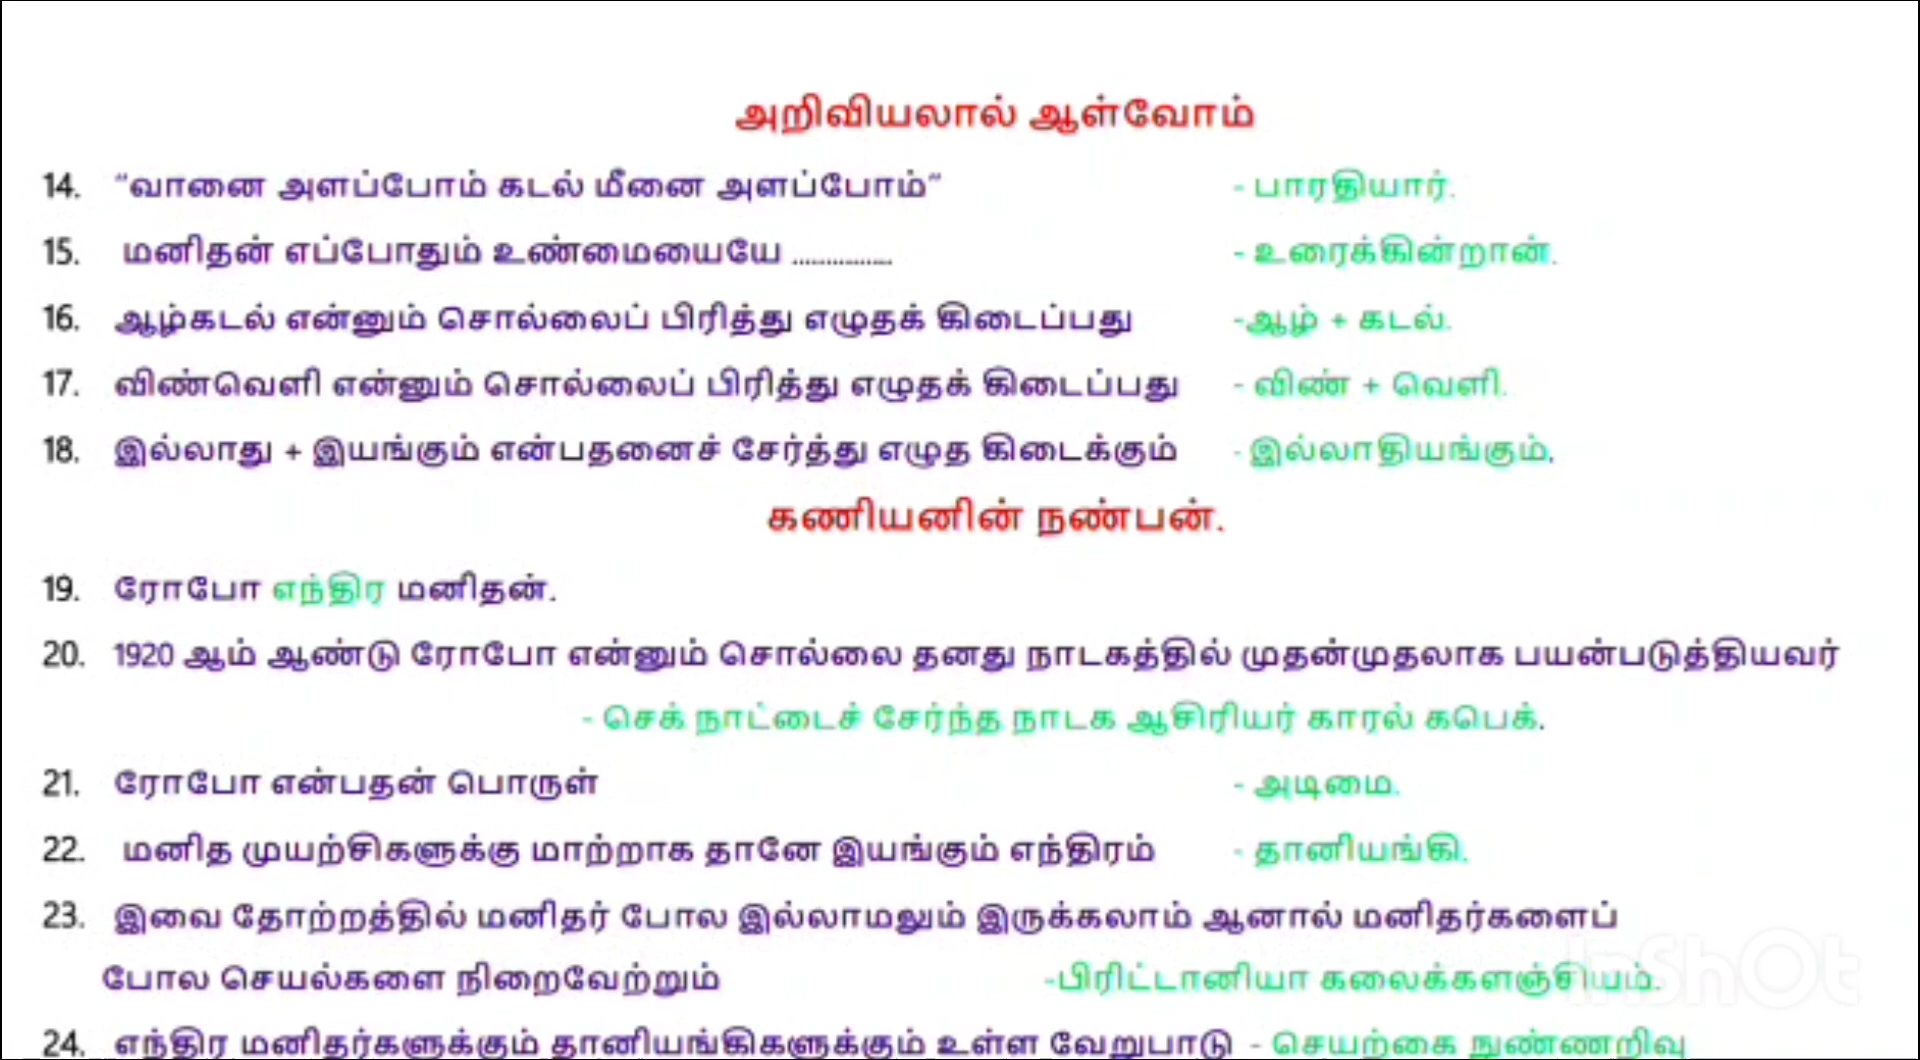 அறிவியலால் ஆள்வோம்
14. “வானை அளப்போம் கடல் மீனை அளப்போம்” - பாரதியார்.
15. மனிதன் எப்போதும் உண்மையையே ................ - உரைக்கின்றான்.
16. ஆழ்கடல் என்னும் சொல்லைப் பிரித்து எழுதக் கிடைப்பது -ஆழ் + கடல்.
17. விண்வெளி என்னும் சொல்லைப் பிரித்து எழுதக் கிடைப்பது - விண் + வெளி.
18. இல்லாது + இயங்கும் என்பதனைச் சேர்த்து எழுத கிடைக்கும் - இல்லாதியங்கும்.
கணியனின் நண்பன்.
19. ரோபோ எந்திர மனிதன்.
20. 1920 ஆம் ஆண்டு ரோபோ என்னும் சொல்லை தனது நாடகத்தில் முதன்முதலாக பயன்படுத்தியவர்
- செக் நாட்டைச் சேர்ந்த நாடக ஆசிரியர் காரல் கபெக்.
21. ரோபோ என்பதன் பொருள் - அடிமை.
22. மனித முயற்சிகளுக்கு மாற்றாக தானே இயங்கும் எந்திரம் - தானியங்கி.
23. இவை தோற்றத்தில் மனிதர் போல இல்லாமலும் இருக்கலாம் ஆனால் மனிதர்களைப்
போல செயல்களை நிறைவேற்றும் -பிரிட்டானியா கலைக்களஞ்சியம்.
InShOt
24. எந்திர மனிதர்களுக்கும் தானியங்கிகளுக்கும் உள்ள வேறுபாடு - செயற்கை நுண்ணறிவு